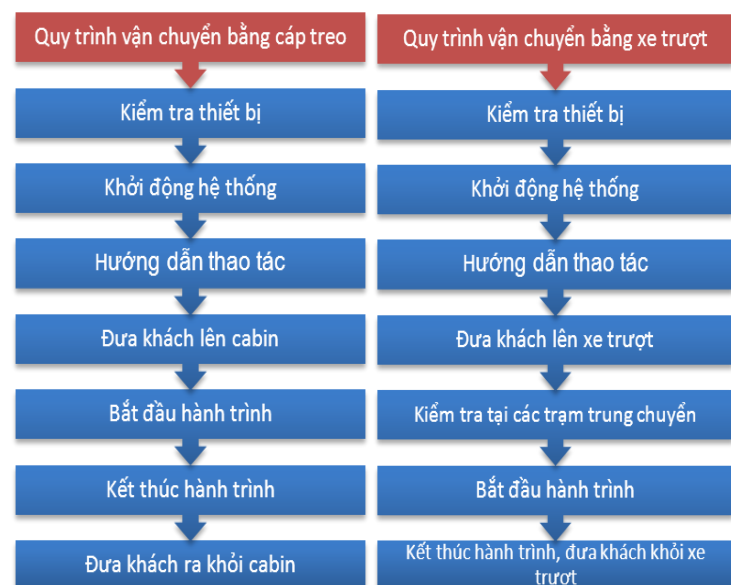 Quy trình vận chuyển bằng cáp treo
Kiểm tra thiết bị
Khởi động hệ thống
Hướng dẫn thao tác
Đưa khách lên cabin
Bắt đầu hành trình
Kết thúc hành trình
Đưa khách ra khỏi cabin
Quy trình vận chuyển bằng xe trượt
Kiểm tra thiết bị
Khởi động hệ thống
Hướng dẫn thao tác
Đưa khách lên xe trượt
Kiểm tra tại các trạm trung chuyển
Bắt đầu hành trình
Kết thúc hành trình, đưa khách khỏi xe
trượt